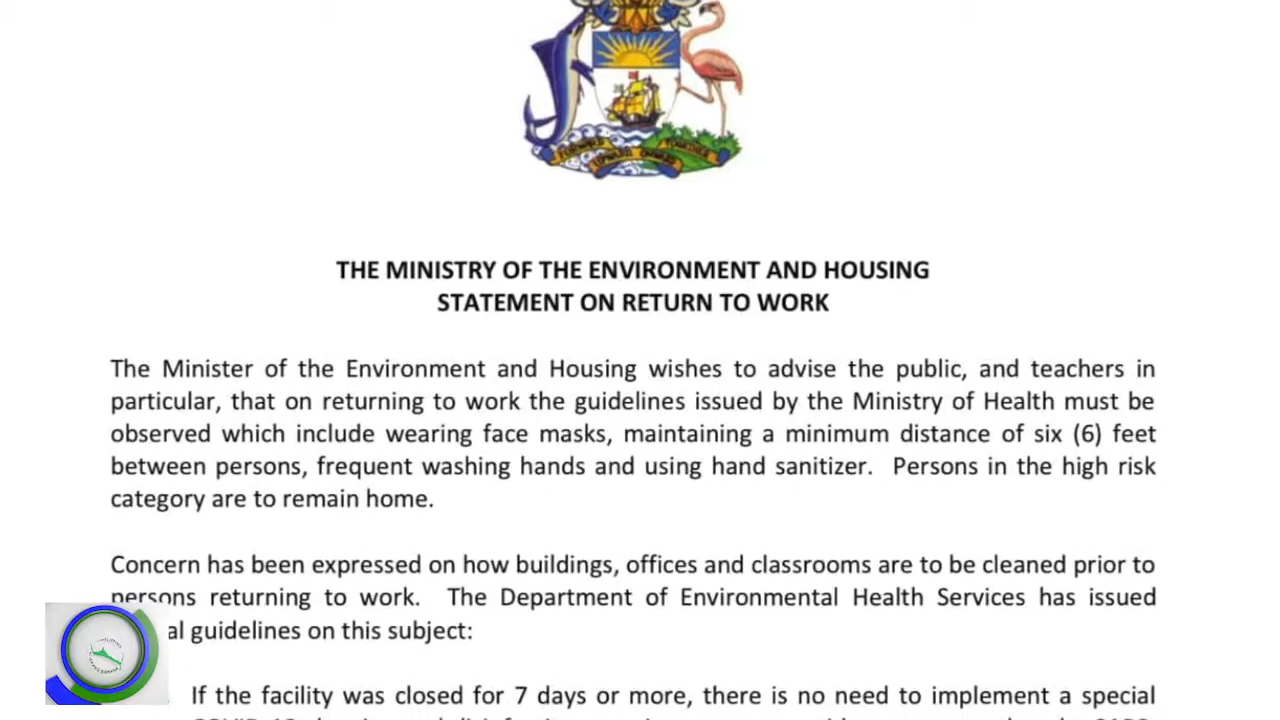 FORWARD UPWARD ONWARD TOGETHER
THE MINISTRY OF THE ENVIRONMENT AND HOUSING
STATEMENT ON RETURN TO WORK
The Minister of the Environment and Housing wishes to advise the public, and teachers in
particular, that on returning to work the guidelines issued by the Ministry of Health must be
observed which include wearing face masks, maintaining a minimum distance of six (6) feet
between persons, frequent washing hands and using hand sanitizer. Persons in the high risk
category are to remain home.
Concern has been expressed on how buildings, offices and classrooms are to be cleaned prior to
persons returning to work. The Department of Environmental Health Services has issued
guidelines on this subject:
If the facility was closed for 7 days or more, there is no need to implement a special